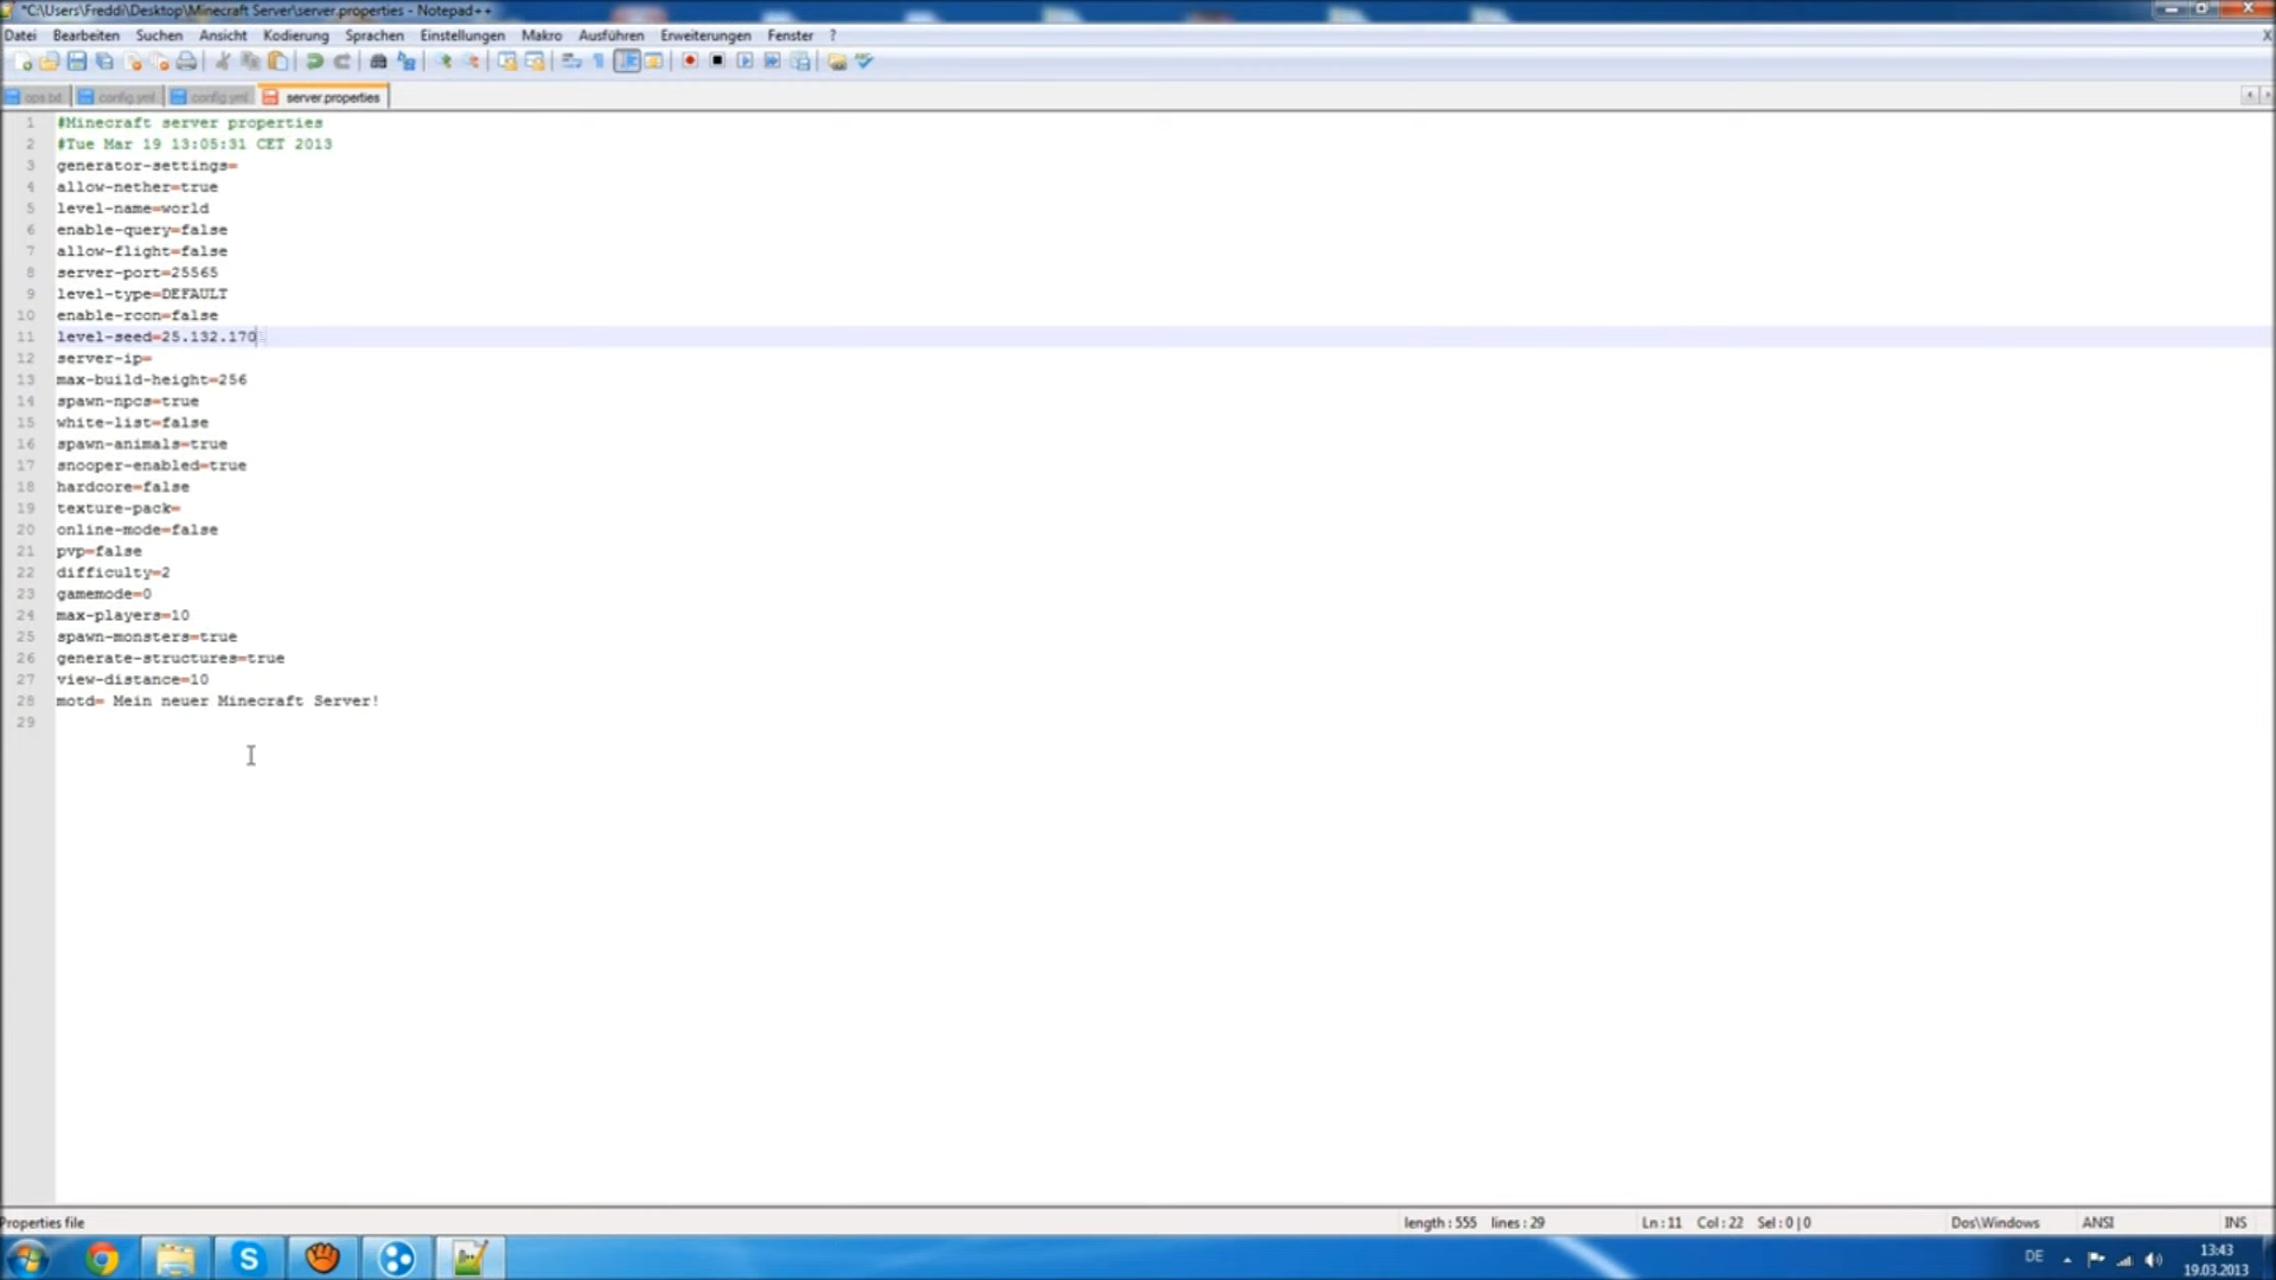 *C:\Users\Freddi\Desktop\Minecraft Server\server.properties - Notepad++
Datei Bearbeiten Suchen Ansicht Kodierung Sprachen Einstellungen Makro Ausführen Erweiterungen Fenster ? X
ops.txt config.yml config.yml server.properties
1 #Minecraft server properties
2 #Tue Mar 19 13:05:31 CET 2013
3 generator-settings=
4 allow-nether=true
5 level-name=world
6 enable-query=false
7 allow-flight=false
8 server-port=25565
9 level-type=DEFAULT
10 enable-rcon=false
11 level-seed=25.132.170
12 server-ip=
13 max-build-height=256
14 spawn-npcs=true
15 white-list=false
16 spawn-animals=true
17 snooper-enabled=true
18 hardcore=false
19 texture-pack=
20 online-mode=false
21 pvp=false
22 difficulty=2
23 gamemode=0
24 max-players=10
25 spawn-monsters=true
26 generate-structures=true
27 view-distance=10
28 motd= Mein neuer Minecraft Server!
29
Properties file length : 555 lines : 29 Ln : 11 Col : 22 Sel : 0 | 0 Dos\Windows ANSI INS
DE 13:43
19.03.2013